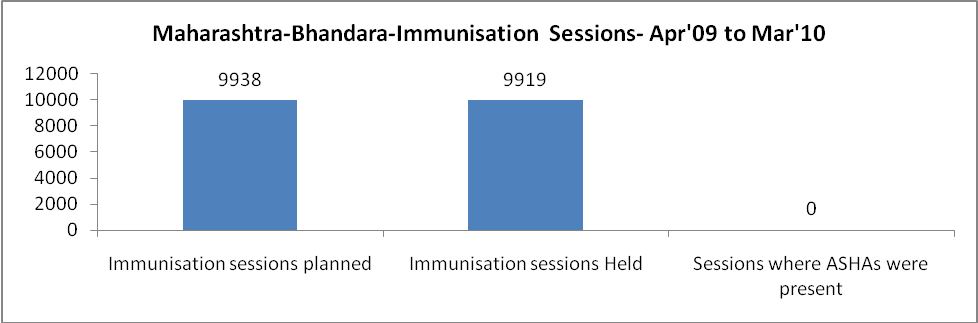 Maharashtra-Bhandara-Immunisation Sessions- Apr'09 to Mar'10
12000
10000
8000
6000
4000
2000
0
9938
9919
0
Immunisation sessions planned
Immunisation sessions Held
Sessions where ASHAs were
present